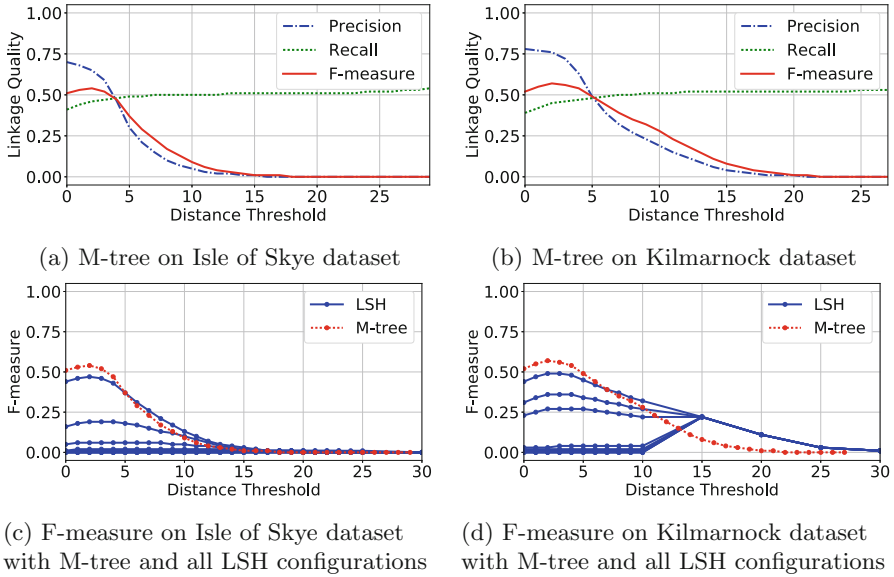 1.00
0.75
0.50
0.25
0.00
Linkage Quality
Precision
Recall
F-measure
0 5 10 15 20 25
Distance Threshold
(a) M-tree on Isle of Skye dataset
1.00
0.75
0.50
0.25
0.00
Linkage Quality
Precision
Recall
F-measure
0 5 10 15 20 25
Distance Threshold
(b) M-tree on Kilmarnock dataset
1.00
0.75
0.50
0.25
0.00
F-measure
LSH
M-tree
0 5 10 15 20 25 30
Distance Threshold
(c) F-measure on Isle of Skye dataset
with M-tree and all LSH configurations
1.00
0.75
0.50
0.25
0.00
F-measure
LSH
M-tree
0 5 10 15 20 25 30
Distance Threshold
(d) F-measure on Kilmarnock dataset
with M-tree and all LSH configurations